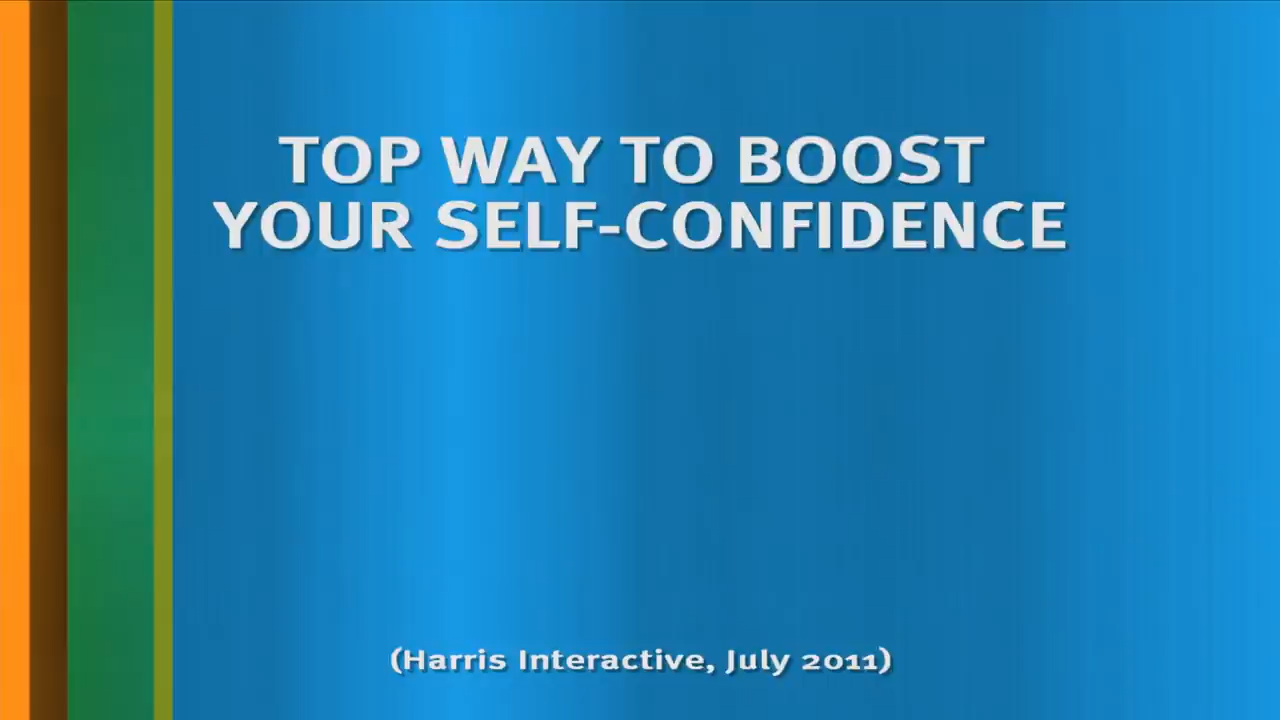 TOP WAY TO BOOST
YOUR SELF-CONFIDENCE
(Harris Interactive, July 2011)